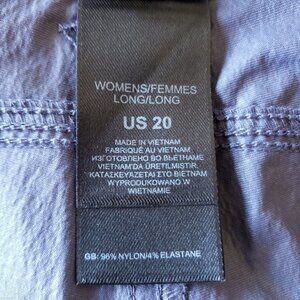 WOMENS/FEMMES
LONG/LONG
US 20
MADE IN VIETNAM
FABRIQUÉ AU VIETNAM
ИЗГОТОВЛЕНО ВО ВЬЕТНАМЕ
VIETNAM'DA ÜRETİLMİSTİR.
ΚΑΤΑΣΚΕΥΑΖΕΤΑΙ ΣΤΟ ΒΙΕΤΝΑΜ
WYPRODUKOWANO W
WIETNAMIE
GB: 96% NYLON/4% ELASTANE